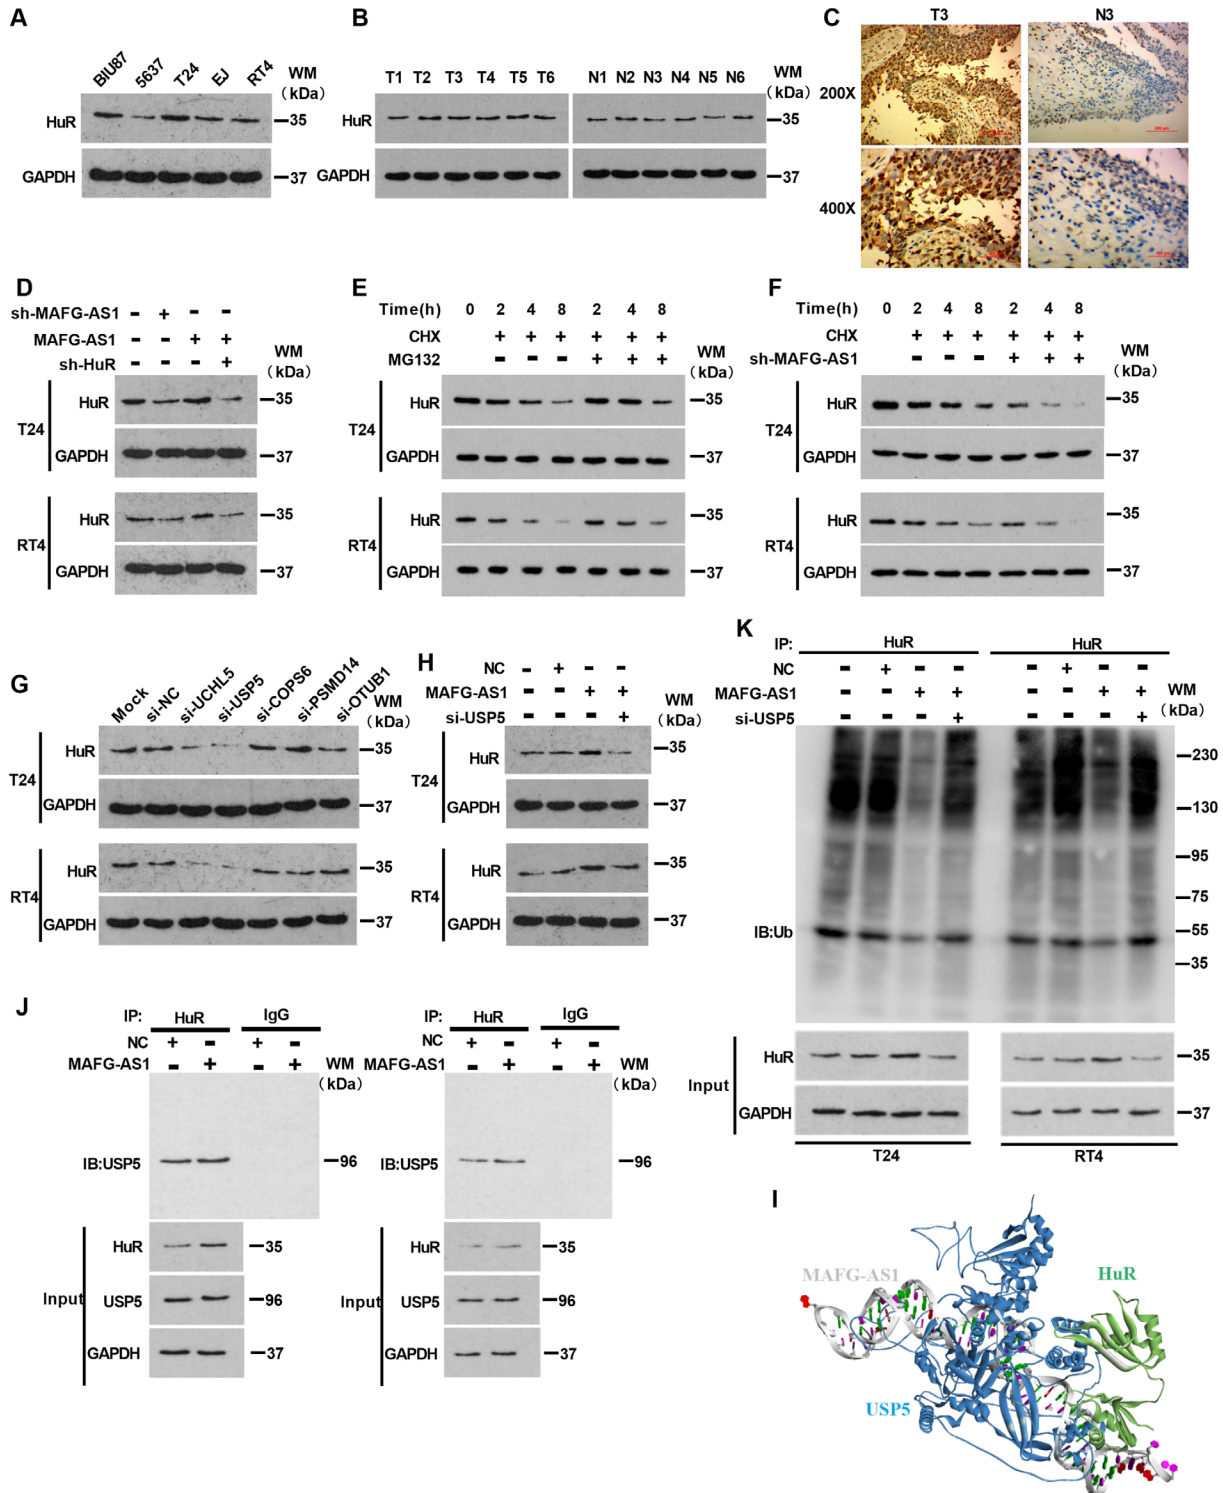 A
BIU87 5637 T24 EJ RT4
WM
(kDa)
HuR 35
GAPDH 37
B
T1 T2 T3 T4 T5 T6 N1 N2 N3 N4 N5 N6
WM
(kDa)
HuR 35
GAPDH 37
C
T3 N3
200X
400X
D
sh-MAFG-AS1 - + - -
MAFG-AS1 - - + +
sh-HuR - - - +
WM
(kDa)
T24
HuR 35
GAPDH 37
RT4
HuR 35
GAPDH 37
E
Time(h) 0 2 4 8 2 4 8
CHX + + + + + +
MG132 - - - + + +
WM
(kDa)
T24
HuR 35
GAPDH 37
RT4
HuR 35
GAPDH 37
F
Time(h) 0 2 4 8 2 4 8
CHX + + + + + +
sh-MAFG-AS1 - - - + + +
WM
(kDa)
T24
HuR 35
GAPDH 37
RT4
HuR 35
GAPDH 37
G
Mock si-NC si-UCHL5 si-USP5 si-COPS6 si-PSMD14 si-OTUB1
WM
(kDa)
T24
HuR 35
GAPDH 37
RT4
HuR 35
GAPDH 37
H
NC - + - -
MAFG-AS1 - - + +
si-USP5 - - - +
WM
(kDa)
T24
HuR 35
GAPDH 37
RT4
HuR 35
GAPDH 37
K
IP: HuR HuR
NC - + - - - + - -
MAFG-AS1 - - + + - - + +
si-USP5 - - - + - - - +
WM
(kDa)
230
130
95
75
IB:Ub 55
35
Input
HuR 35
GAPDH 37
T24 RT4
J
IP: HuR IgG
NC + - + -
MAFG-AS1 - + - +
WM
(kDa)
IB:USP5 96
Input
HuR 35
USP5 96
GAPDH 37
IP: HuR IgG
NC + - + -
MAFG-AS1 - + - +
WM
(kDa)
IB:USP5 96
Input
HuR 35
USP5 96
GAPDH 37
I
MAFG-AS1
HuR
USP5